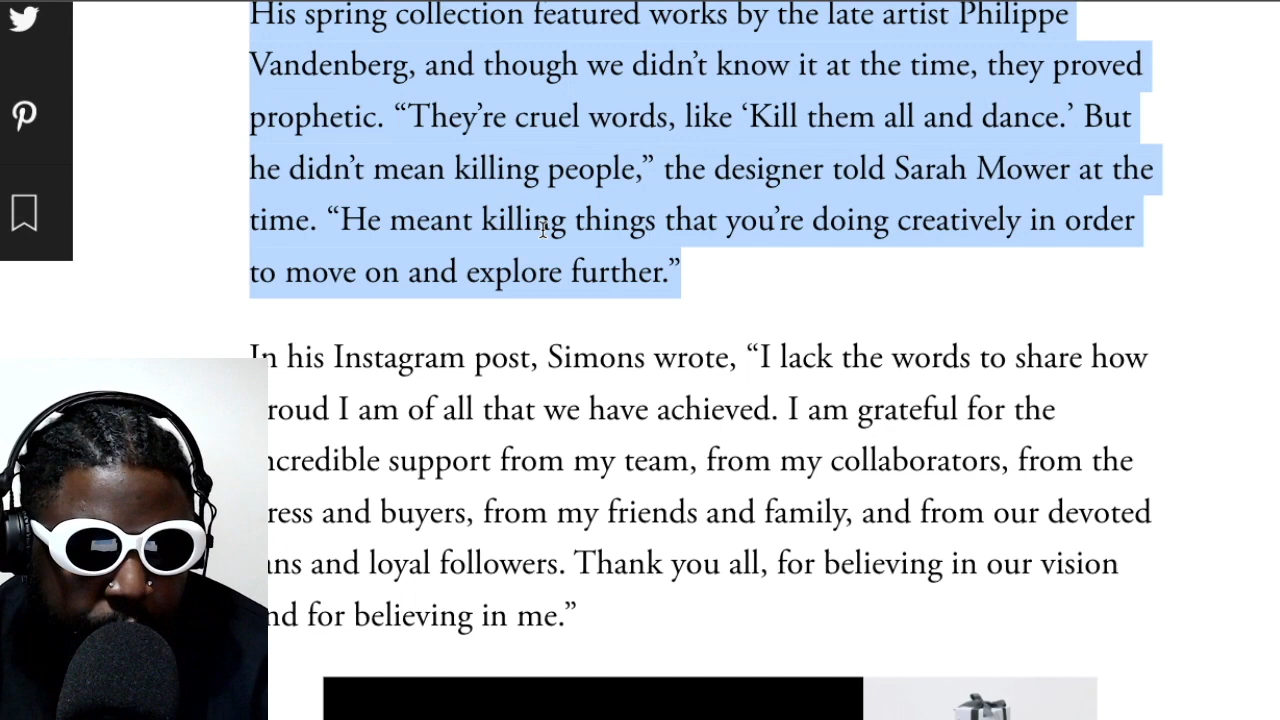 His spring collection featured works by the late artist Philippe
Vandenberg, and though we didn’t know it at the time, they proved
prophetic. “They’re cruel words, like ‘Kill them all and dance.’ But
he didn’t mean killing people,” the designer told Sarah Mower at the
time. “He meant killing things that you’re doing creatively in order
to move on and explore further.”
In his Instagram post, Simons wrote, “I lack the words to share how
roud I am of all that we have achieved. I am grateful for the
ncredible support from my team, from my collaborators, from the
ress and buyers, from my friends and family, and from our devoted
ns and loyal followers. Thank you all, for believing in our vision
nd for believing in me.”